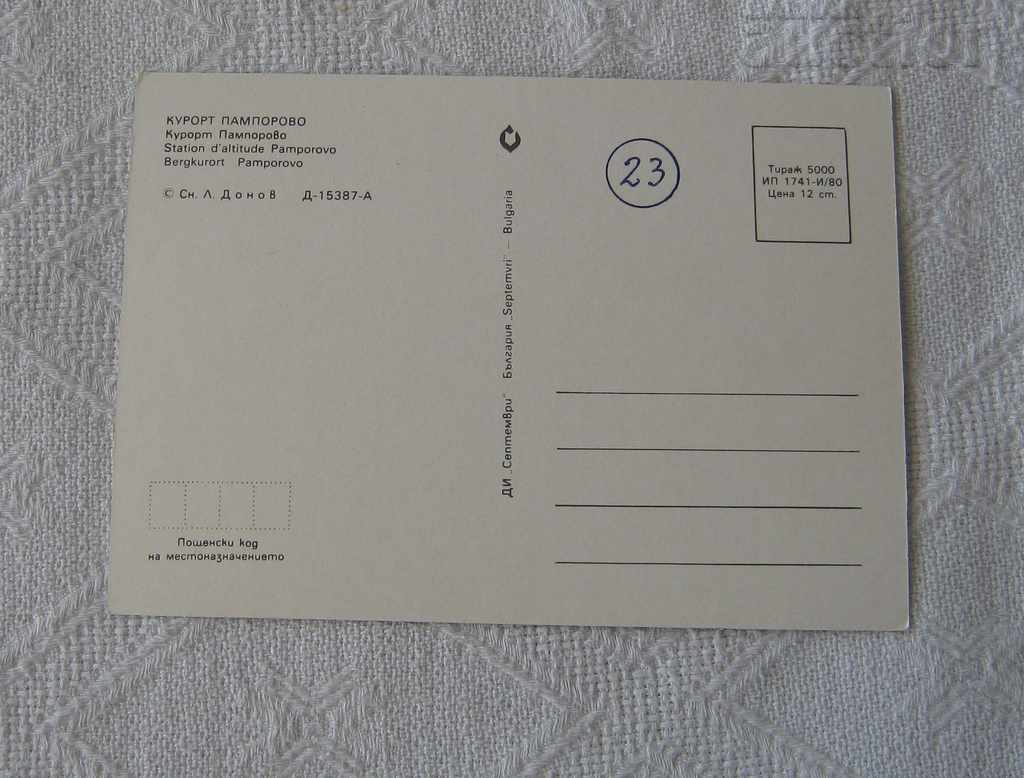 КУРОРТ ПАМПОРОВО
Курорт Пампорово
Station d'altitude Pamporovo
Bergkurort Pamporovo
© Сн. Л. Донов Д-15387-А
ДИ „Септември" България „Septemvri" — Bulgaria
23
Тираж 5000
ИП 1741-И/80
Цена 12 ст.
Пощенски код
на местоназначението